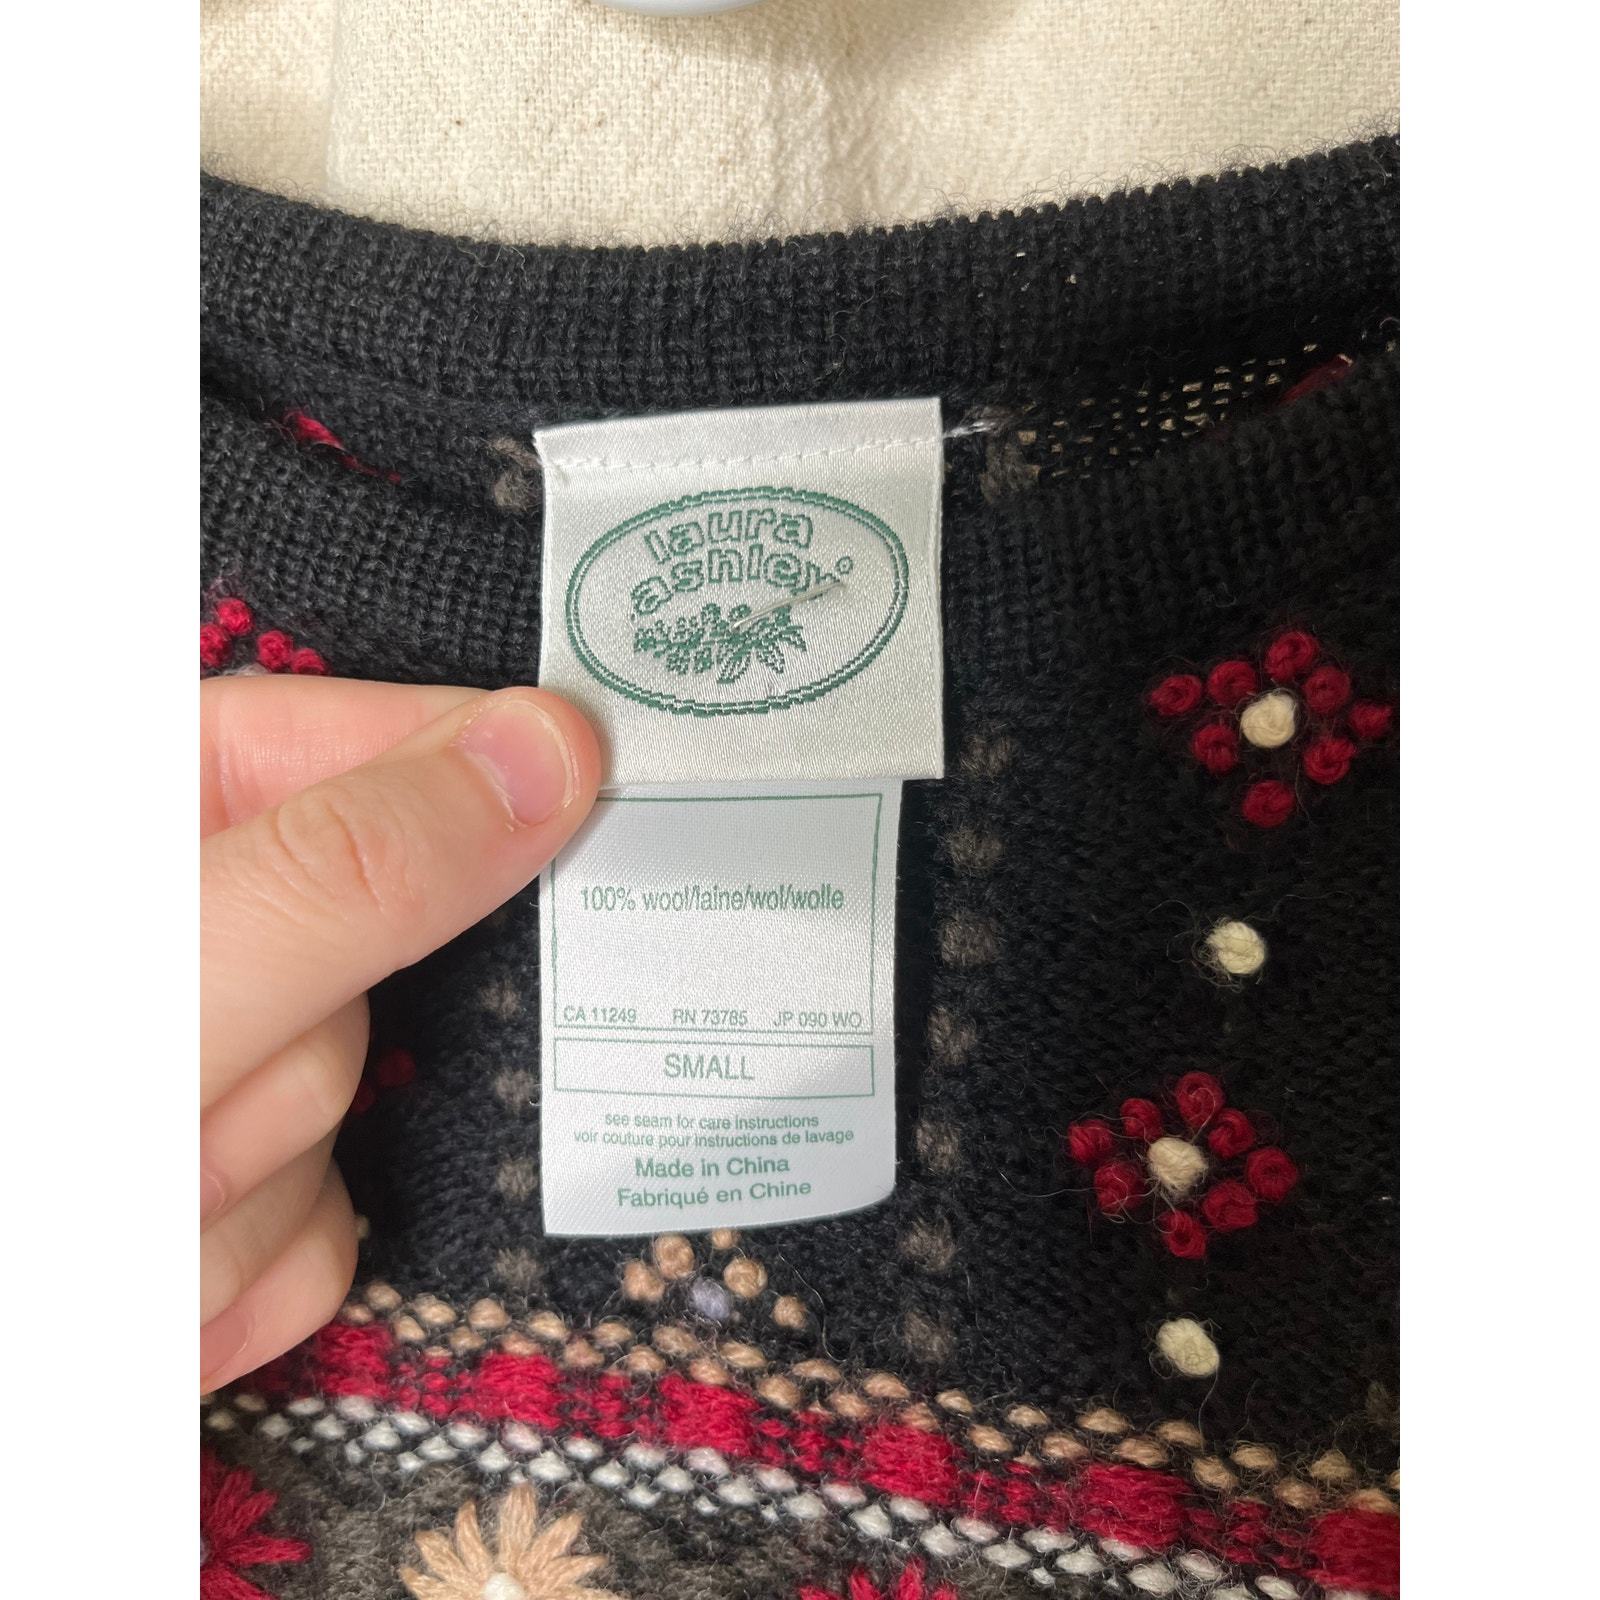 laura
ashley®
100% wool/laine/wol/wolle
CA 11249 RN 73785 JP 090 WO
SMALL
see seam for care instructions
voir couture pour instructions de lavage
Made in China
Fabriqué en Chine